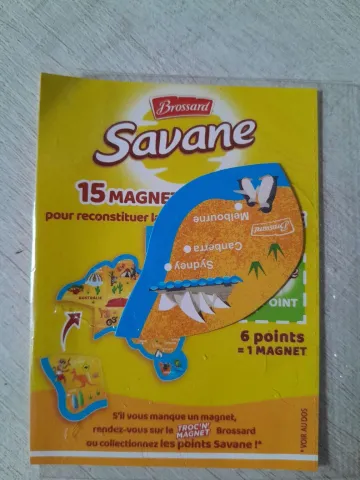 Brossard
Savane
15 MAGNE
pour reconstituer l
Melbourne
Brossard
Canberra
Sydney
AUSTRALIE
OINT
6 points
= 1 MAGNET
S'il vous manque un magnet,
rendez-vous sur le TROC'N' MAGNET Brossard
ou collectionnez les points Savane !*
*VOIR AU DOS